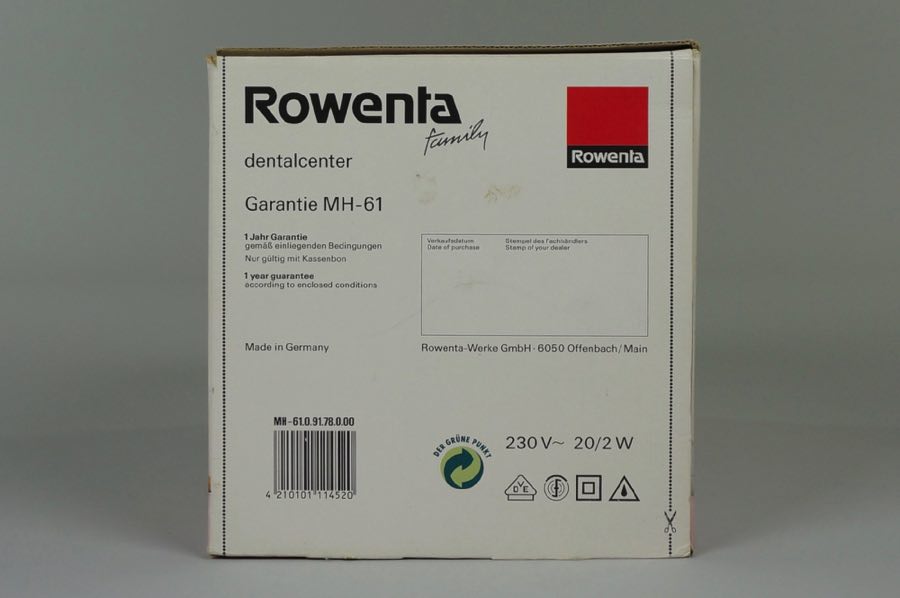 Rowenta
family
Rowenta
dentalcenter
Garantie MH-61
1 Jahr Garantie
gemäß einliegenden Bedingungen
Nur gültig mit Kassenbon
1 year guarantee
according to enclosed conditions
Verkaufsdatum
Date of purchase
Stempel des Fachhändlers
Stamp of your dealer
Made in Germany
Rowenta-Werke GmbH · 6050 Offenbach/Main
MH-61.0.91.78.0.00
4 210101 114520
DER GRÜNE PUNKT
230 V~ 20/2 W
DVE